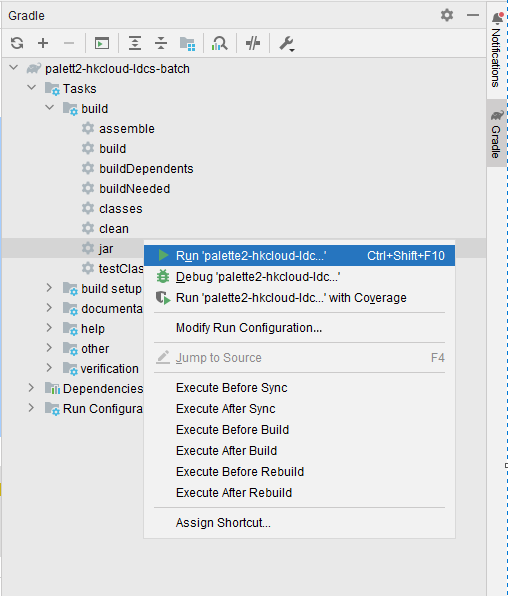 Gradle
palett2-hkcloud-ldcs-batch
Tasks
build
assemble
build
buildDependents
buildNeeded
classes
clean
jar
testClas
build setup
documenta
help
other
verification
Dependencies
Run Configura
Run 'palette2-hkcloud-ldc...' Ctrl+Shift+F10
Debug 'palette2-hkcloud-ldc...'
Run 'palette2-hkcloud-ldc...' with Coverage
Modify Run Configuration...
Jump to Source F4
Execute Before Sync
Execute After Sync
Execute Before Build
Execute After Build
Execute Before Rebuild
Execute After Rebuild
Assign Shortcut...
Notifications
Gradle